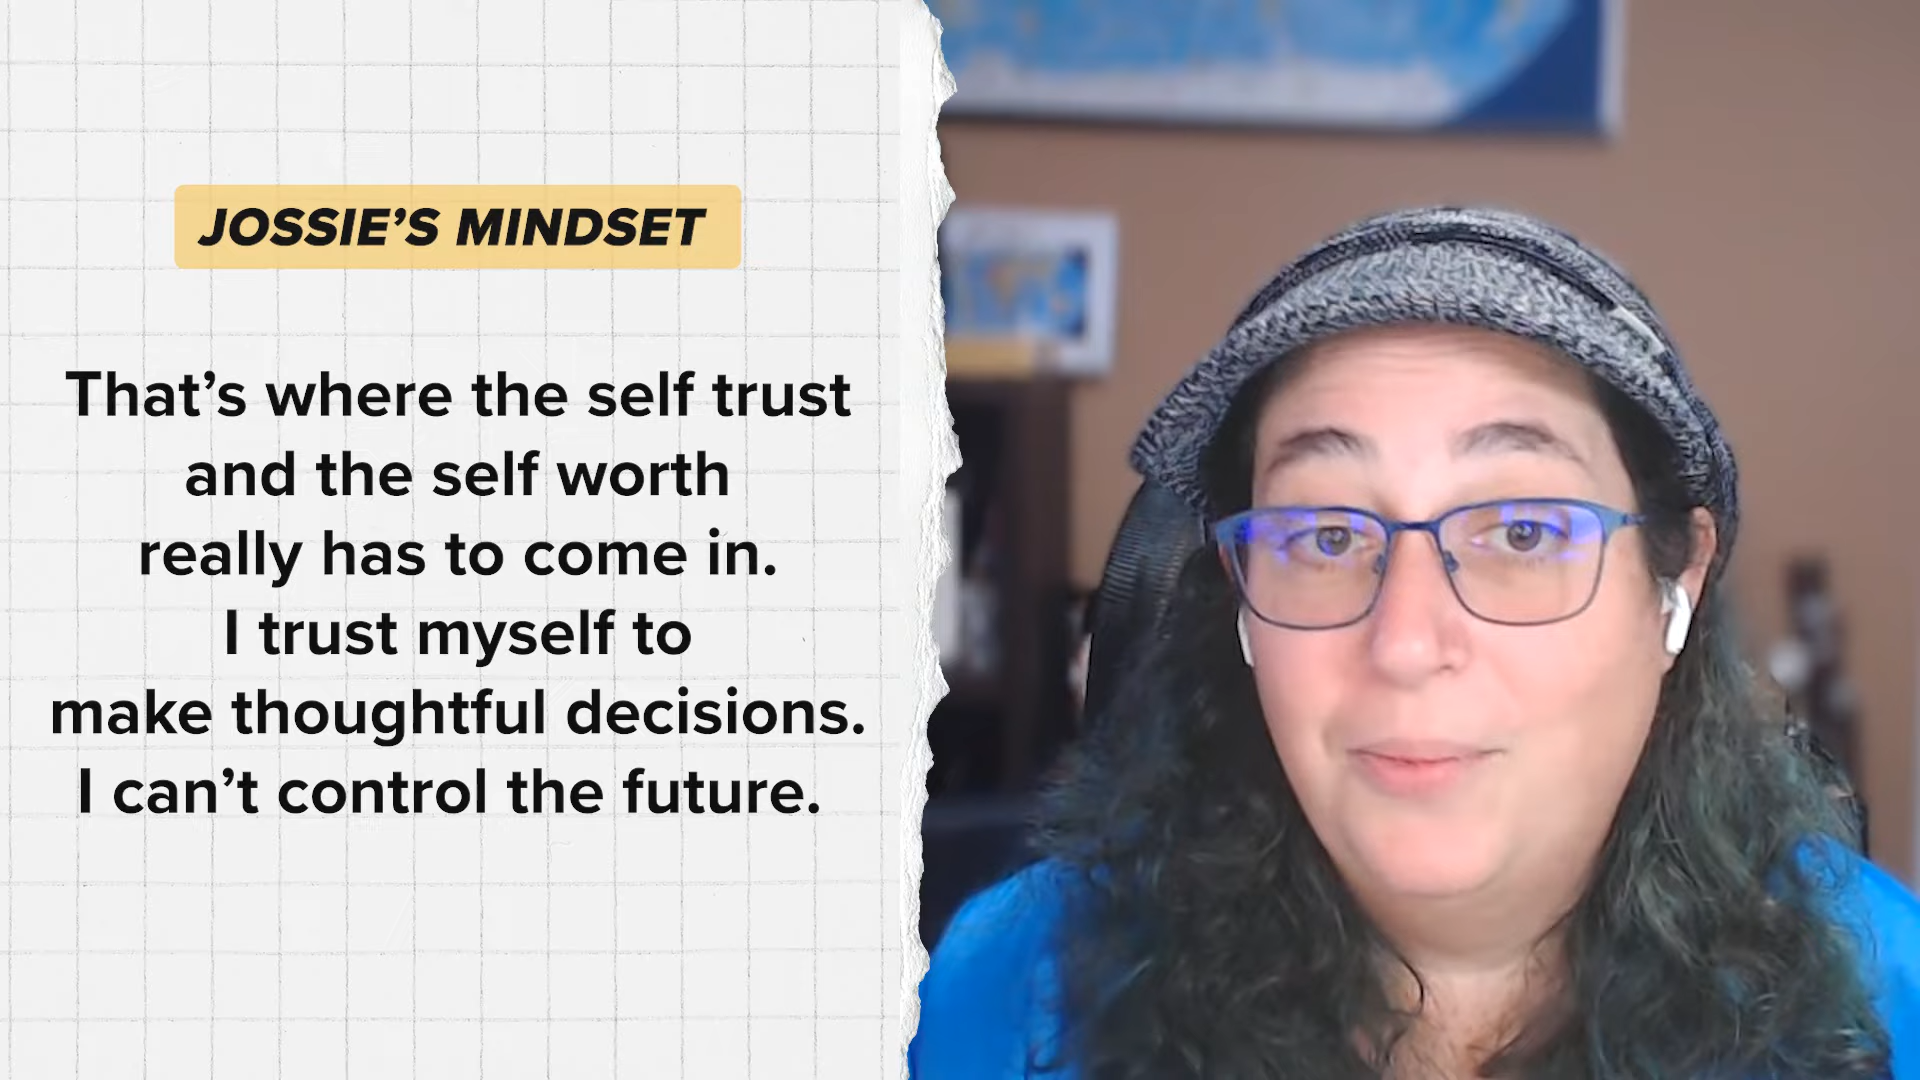 JOSSIE’S MINDSET
That’s where the self trust
and the self worth
really has to come in.
I trust myself to
make thoughtful decisions.
I can’t control the future.